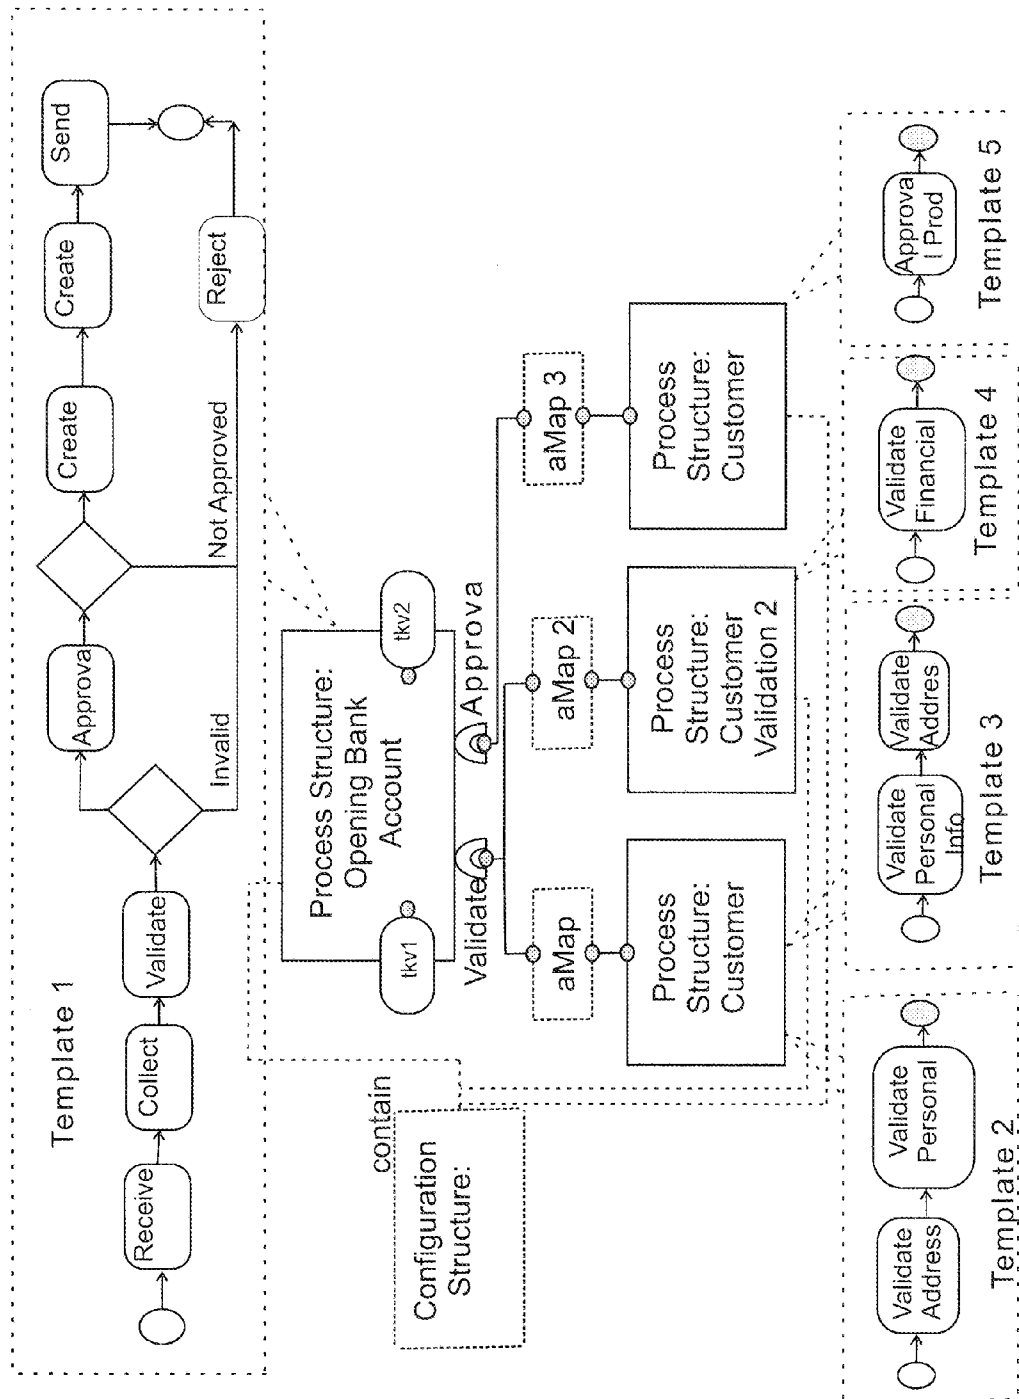 Template 1
Receive
Collect
Validate
Approva
Create
Create
Send
Invalid
Not Approved
Reject
Configuration
Structure:
contain
Process Structure:
Opening Bank
Account
tkv1
tkv2
Validate
Approva
aMap
aMap 2
aMap 3
Process
Structure:
Customer
Process
Structure:
Customer
Validation 2
Process
Structure:
Customer
Validate
Address
Validate
Personal
Template 2
Validate
Personal
Info
Validate
Addres
Template 3
Validate
Financial
Template 4
Approva
l Prod
Template 5